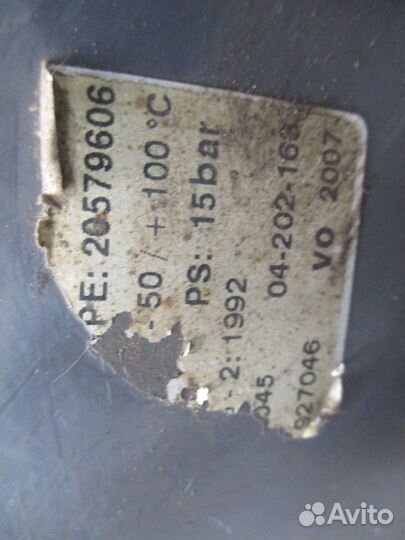 PE: 20579606
- 50 / + 100 °C
PS: 15bar
- 2: 1992
045 04-202-163
927046 VO 2007
Avito